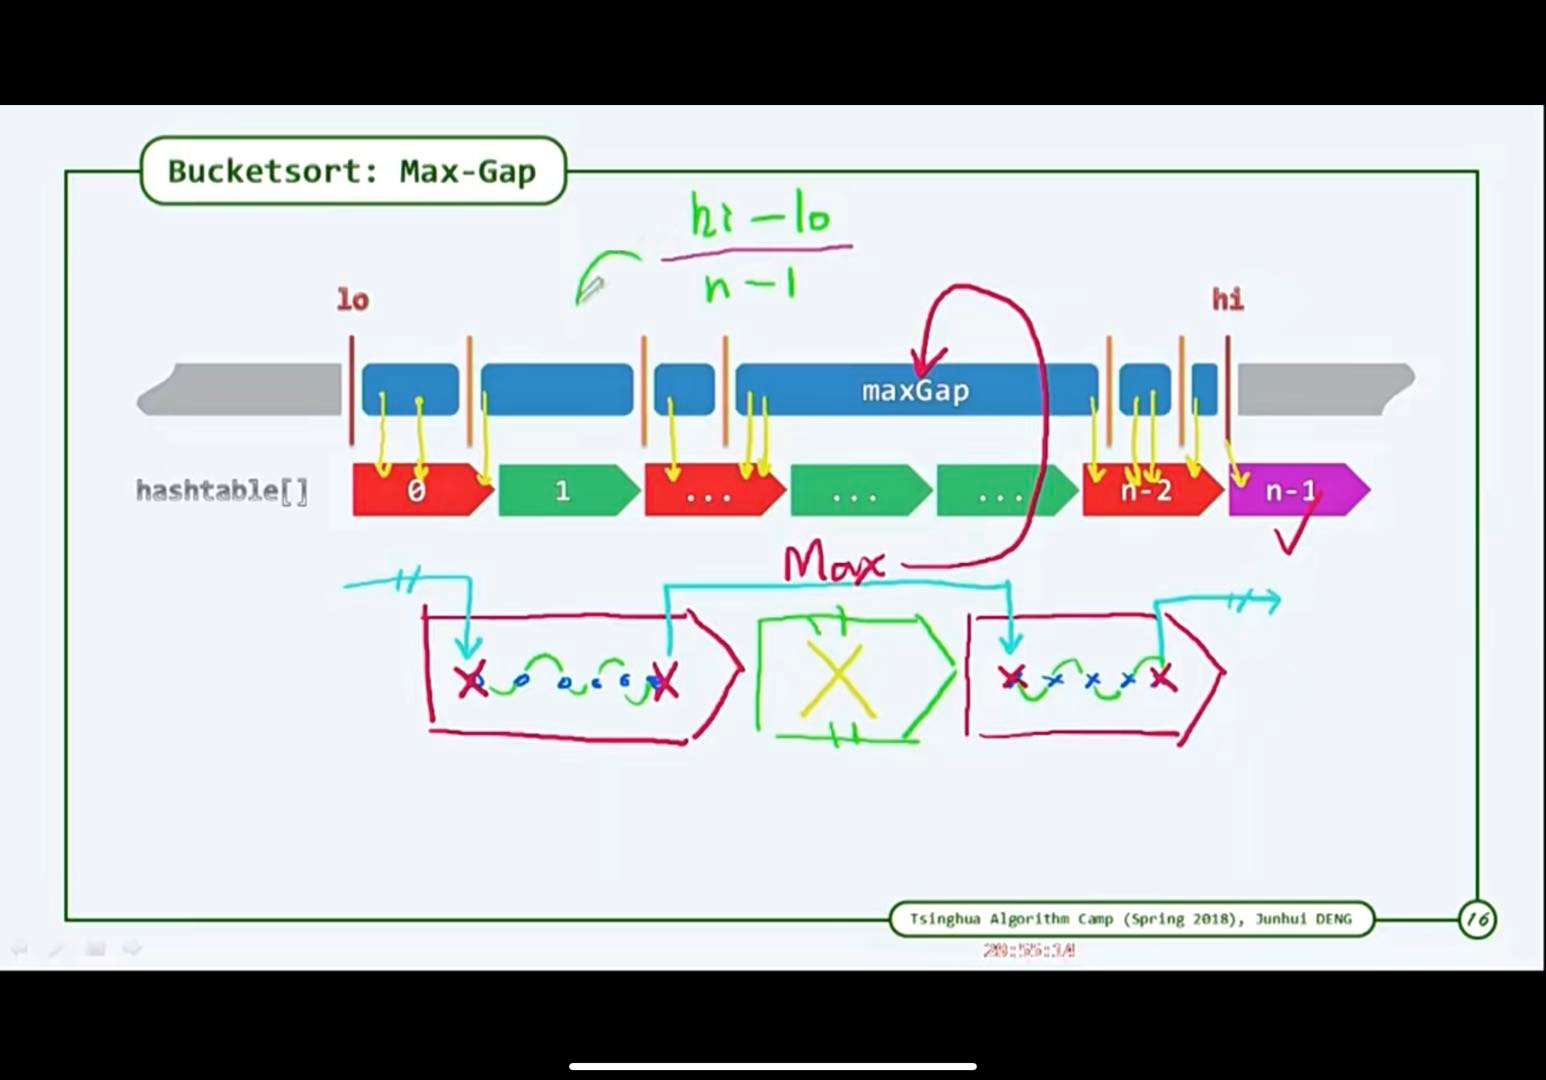 Bucketsort: Max-Gap
hi - lo
n - 1
lo
hi
maxGap
hashtable[]
0
1
...
...
...
n-2
n-1
Max
Tsinghua Algorithm Camp (Spring 2018), Junhui DENG
16
20:55:14